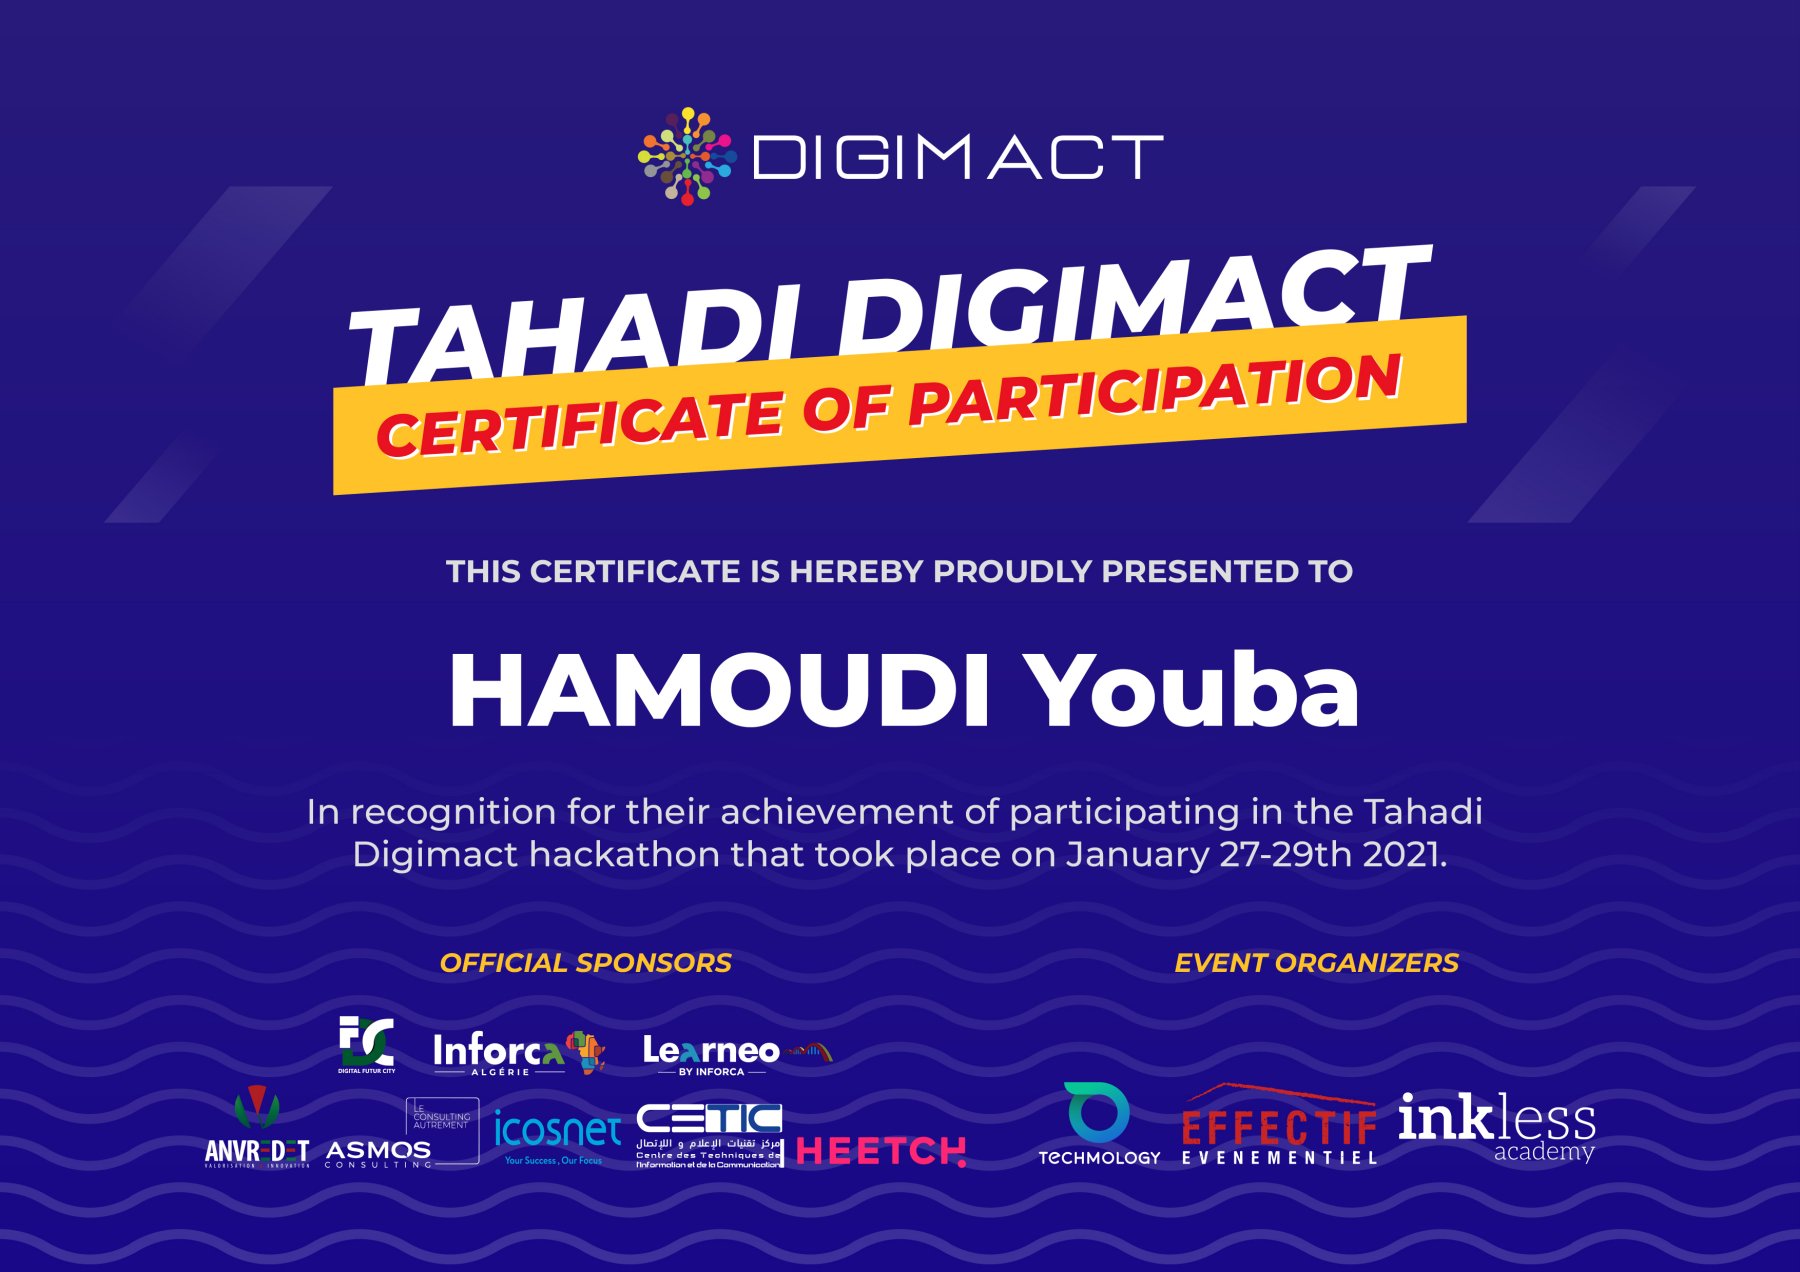 DIGIMACT
TAHADI DIGIMACT
CERTIFICATE OF PARTICIPATION
THIS CERTIFICATE IS HEREBY PROUDLY PRESENTED TO
HAMOUDI Youba
In recognition for their achievement of participating in the Tahadi
Digimact hackathon that took place on January 27-29th 2021.
OFFICIAL SPONSORS
FDC
DIGITAL FUTUR CITY
Inforca
ALGÉRIE
Learneo
BY INFORCA
ANVREDET
VALORISATION INNOVATION
LE
CONSULTING
AUTREMENT
ASMOS
CONSULTING
icosnet
Your Success , Our Focus
CETIC
مركز تقنيات الإعلام و اللإتصال
Centre des Techniques de
l'Information et de la Communication
HEETCH
EVENT ORGANIZERS
TECHMOLOGY
EFFECTIF
EVENEMENTIEL
inkless
academy